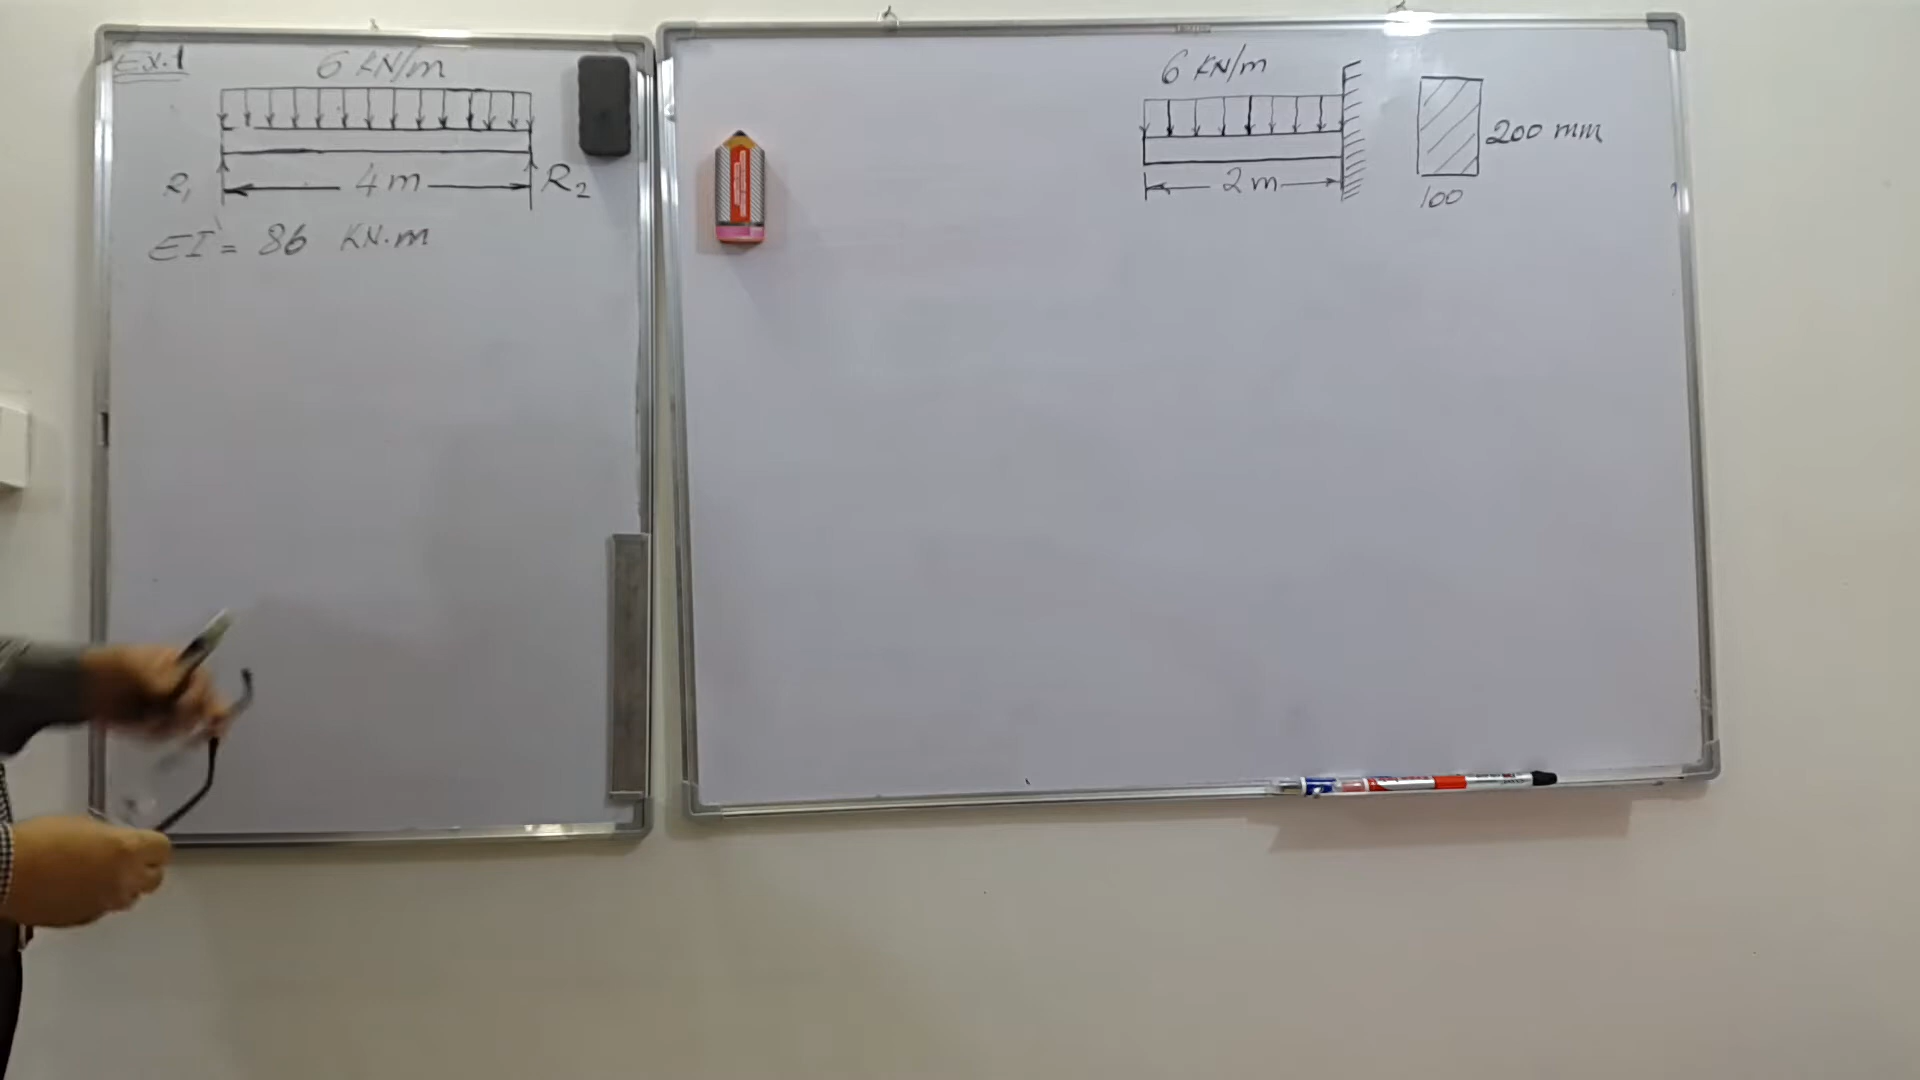 Ex.1
6 KN/m
R₁
4 m
R₂
EI = 86 KN.m
6 KN/m
2 m
200 mm
100